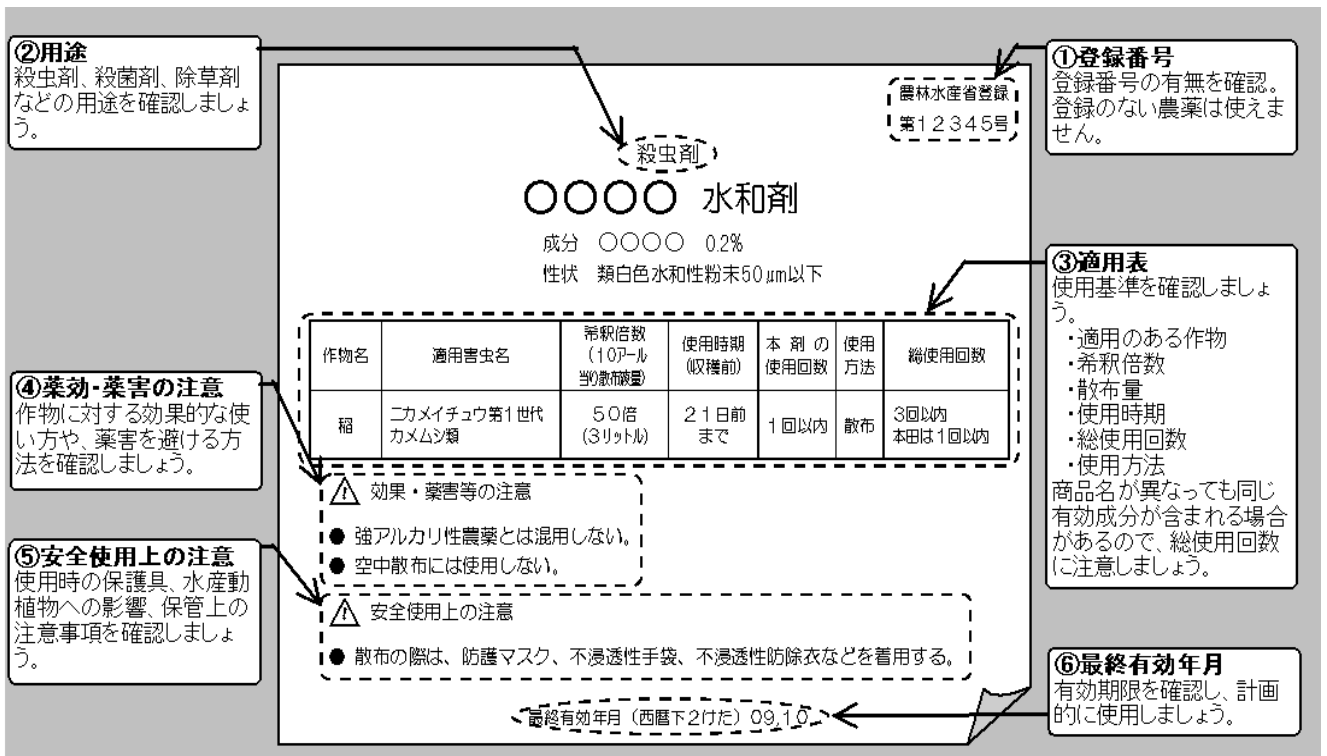 ②用途
殺虫剤、殺菌剤、除草剤
などの用途を確認しましょ
う。
①登録番号
登録番号の有無を確認。
登録のない農薬は使えま
せん。
農林水産省登録
第12345号
殺虫剤
○○○○ 水和剤
成分 ○○○○ 0.2%
性状 類白色水和性粉末50μm以下
③適用表
使用基準を確認しましょ
う。
・適用のある作物
・希釈倍数
・散布量
・使用時期
・総使用回数
・使用方法
商品名が異なっても同じ
有効成分が含まれる場合
があるので、総使用回数
に注意しましょう。
作物名 適用害虫名 希釈倍数 使用時期 本剤の 使用 総使用回数
(10アール (収穫前) 使用回数 方法
当り散布液量)
稲 ニカメイチュウ第1世代 50倍 21日前 1回以内 散布 3回以内
カメムシ類 (3リットル) まで 本田は1回以内
④薬効・薬害の注意
作物に対する効果的な使
い方や、薬害を避ける方
法を確認しましょう。
効果・薬害等の注意
● 強アルカリ性農薬とは混用しない。
● 空中散布には使用しない。
⑤安全使用上の注意
使用時の保護具、水産動
植物への影響、保管上の
注意事項を確認しましょ
う。
安全使用上の注意
● 散布の際は、防護マスク、不浸透性手袋、不浸透性防除衣などを着用する。
⑥最終有効年月
有効期限を確認し、計画
的に使用しましょう。
最終有効年月(西暦下2けた)09,10